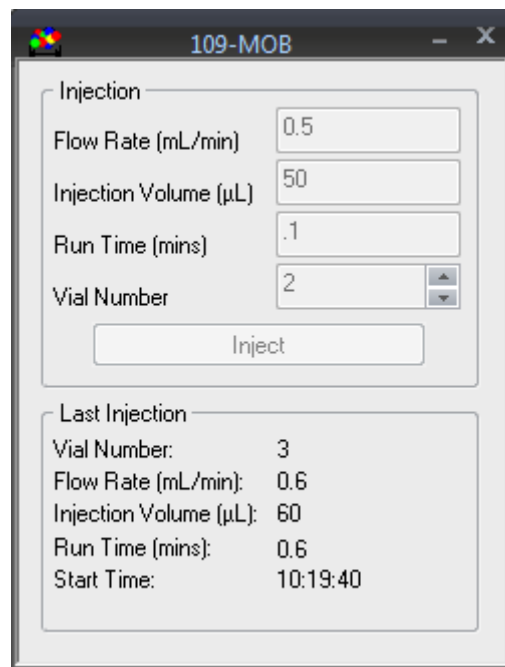 109-MOB
Injection
Flow Rate (mL/min) 0.5
Injection Volume (µL) 50
Run Time (mins) .1
Vial Number 2
Inject
Last Injection
Vial Number: 3
Flow Rate (mL/min): 0.6
Injection Volume (µL): 60
Run Time (mins): 0.6
Start Time: 10:19:40